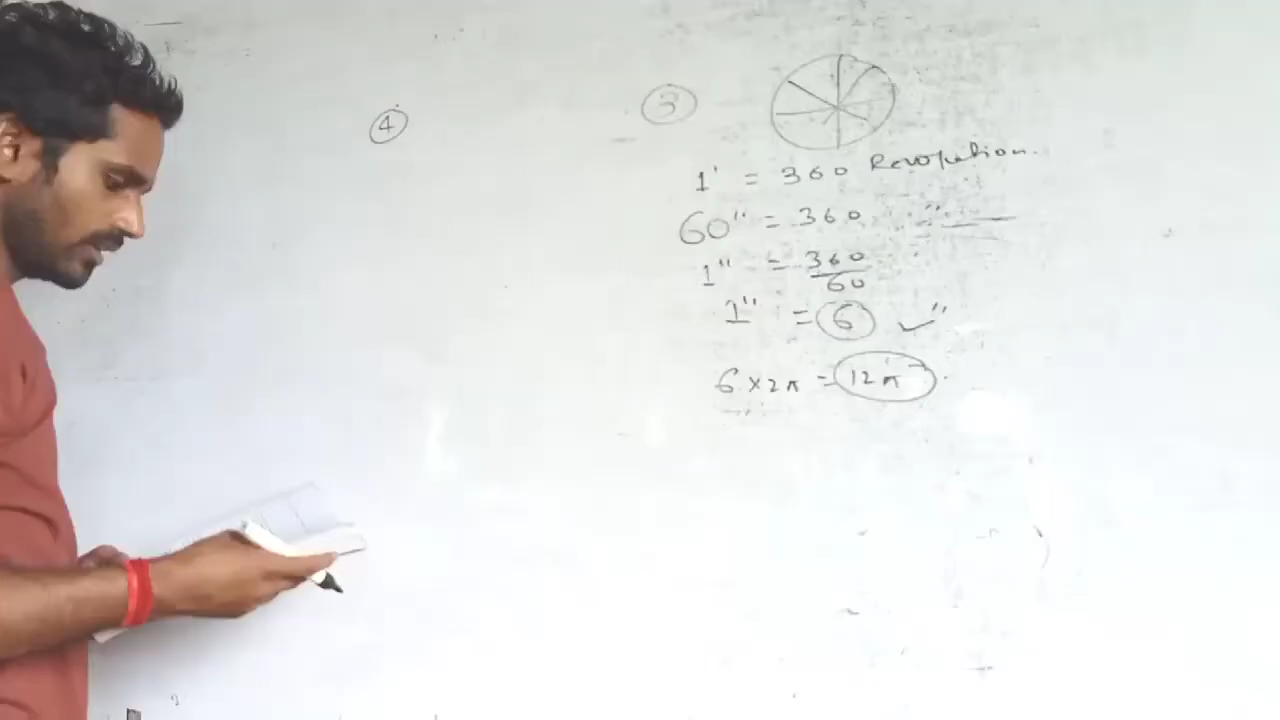 4
3
1' = 360 Revolution.
60" = 360 "
1" = 360/60
1" = 6 "
6 × 2π = 12π